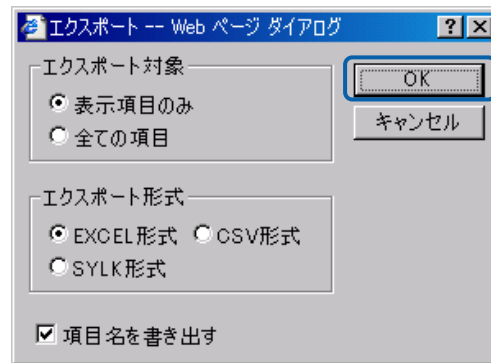 エクスポート -- Web ページ ダイアログ
エクスポート対象
表示項目のみ
全ての項目
OK
キャンセル
エクスポート形式
EXCEL形式 CSV形式
SYLK形式
項目名を書き出す